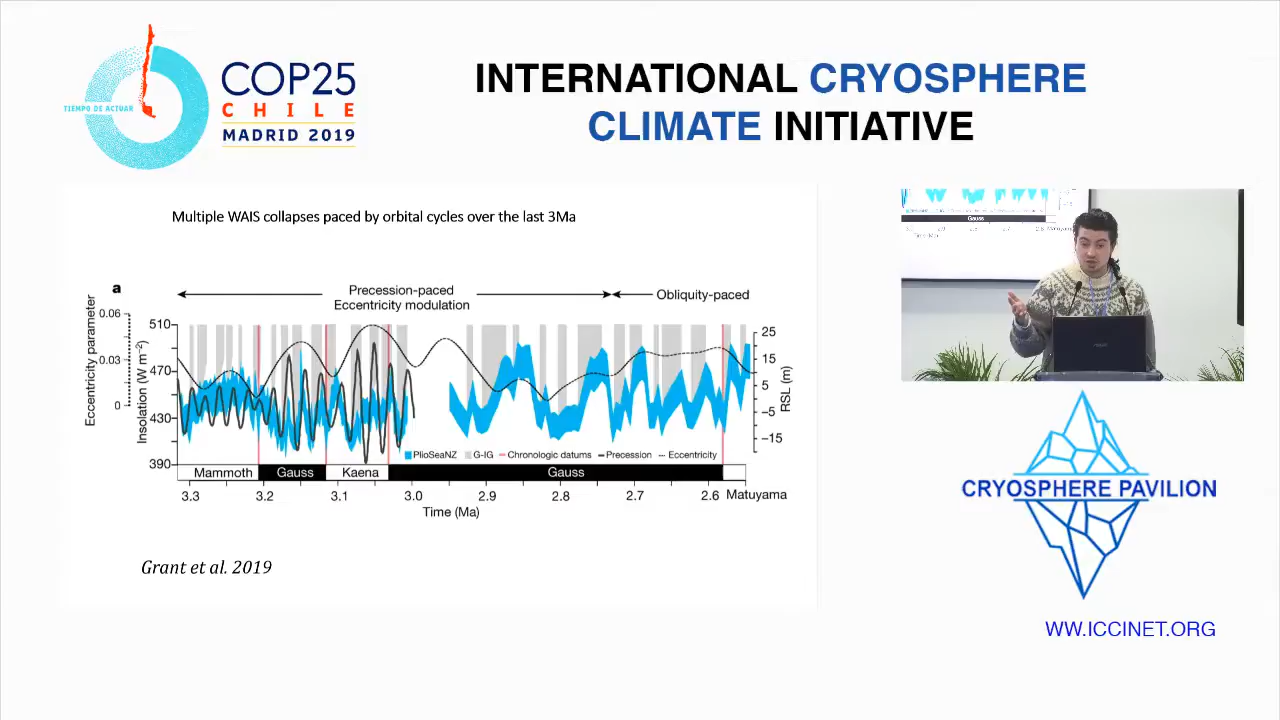 COP25
CHILE
MADRID 2019
TIEMPO DE ACTUAR
INTERNATIONAL CRYOSPHERE
CLIMATE INITIATIVE
Multiple WAIS collapses paced by orbital cycles over the last 3Ma
a
Precession-paced
Eccentricity modulation
Obliquity-paced
Eccentricity parameter
0.06
0.03
0
Insolation (W m⁻²)
510
470
430
390
25
15
5
−5
−15
RSL (m)
PlioSeaNZ G-IG Chronologic datums Precession Eccentricity
Mammoth Gauss Kaena Gauss
3.3 3.2 3.1 3.0 2.9 2.8 2.7 2.6 Matuyama
Time (Ma)
Grant et al. 2019
Gauss
CRYOSPHERE PAVILION
WW.ICCINET.ORG